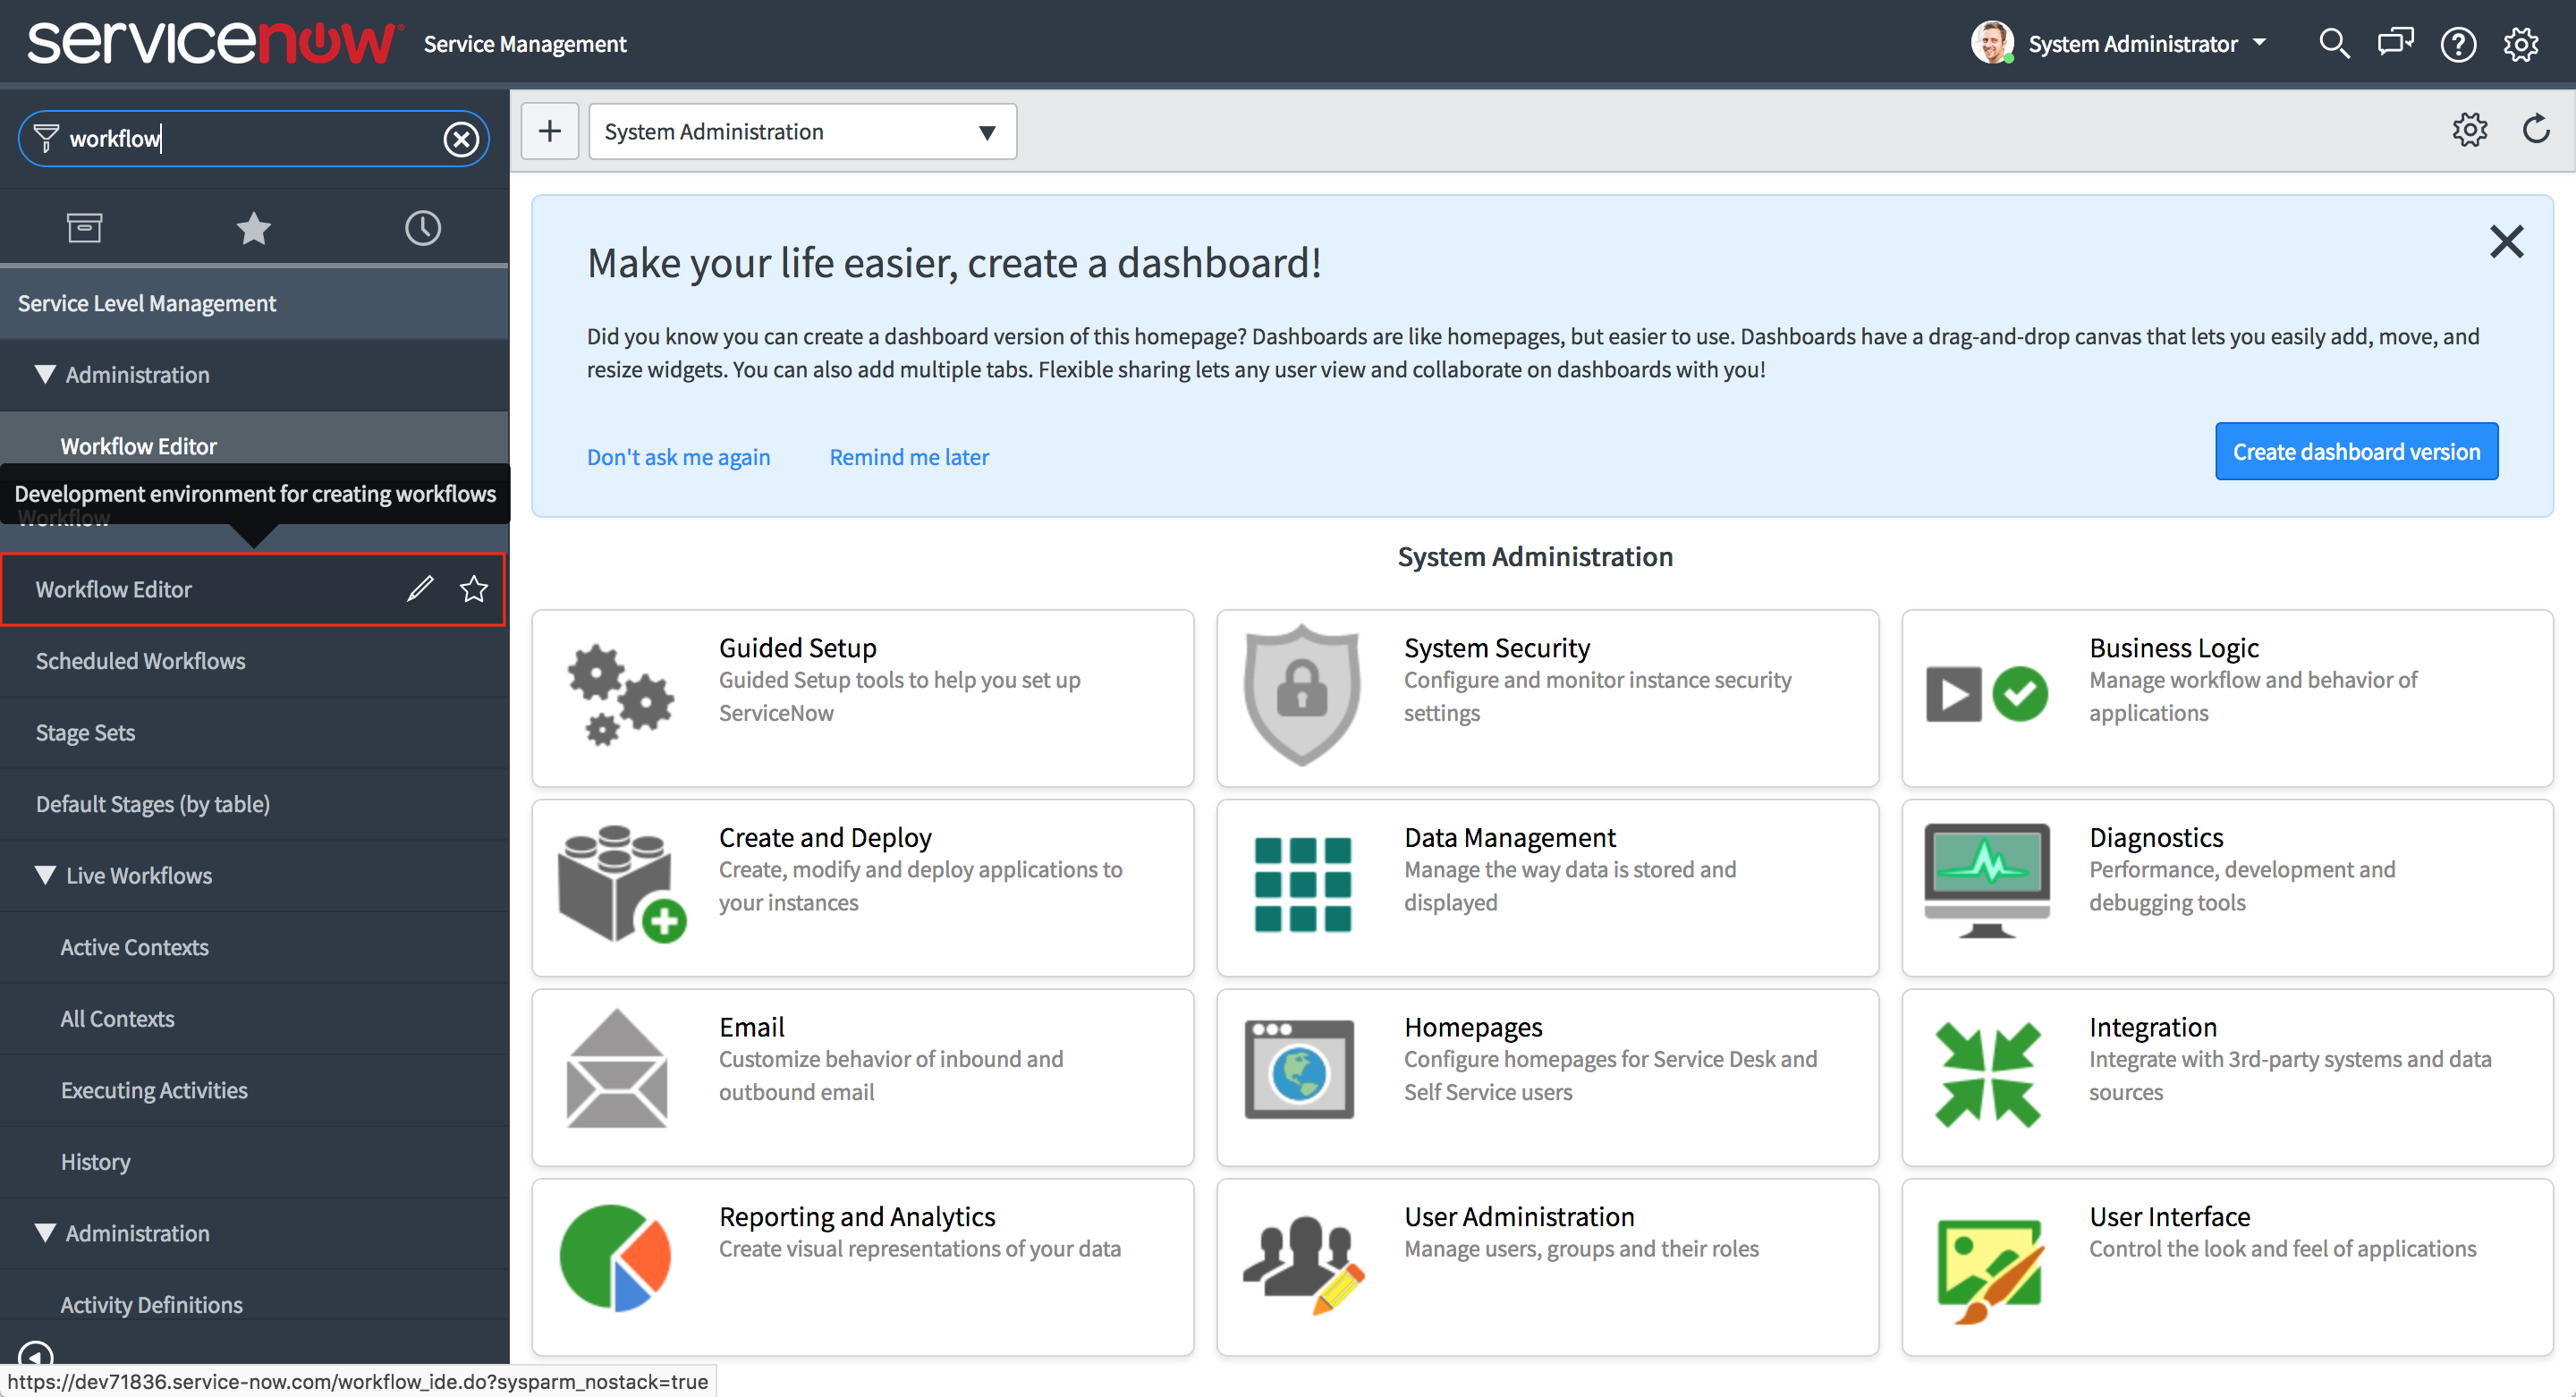 servicenow
Service Management
System Administrator
workflow
System Administration
Service Level Management
Administration
Workflow Editor
Development environment for creating workflows
Workflow
Workflow Editor
Scheduled Workflows
Stage Sets
Default Stages (by table)
Live Workflows
Active Contexts
All Contexts
Executing Activities
History
Administration
Activity Definitions
https://dev71836.service-now.com/workflow_ide.do?sysparm_nostack=true
Make your life easier, create a dashboard!
Did you know you can create a dashboard version of this homepage? Dashboards are like homepages, but easier to use. Dashboards have a drag-and-drop canvas that lets you easily add, move, and
resize widgets. You can also add multiple tabs. Flexible sharing lets any user view and collaborate on dashboards with you!
Don't ask me again
Remind me later
Create dashboard version
System Administration
Guided Setup
Guided Setup tools to help you set up
ServiceNow
System Security
Configure and monitor instance security
settings
Business Logic
Manage workflow and behavior of
applications
Create and Deploy
Create, modify and deploy applications to
your instances
Data Management
Manage the way data is stored and
displayed
Diagnostics
Performance, development and
debugging tools
Email
Customize behavior of inbound and
outbound email
Homepages
Configure homepages for Service Desk and
Self Service users
Integration
Integrate with 3rd-party systems and data
sources
Reporting and Analytics
Create visual representations of your data
User Administration
Manage users, groups and their roles
User Interface
Control the look and feel of applications